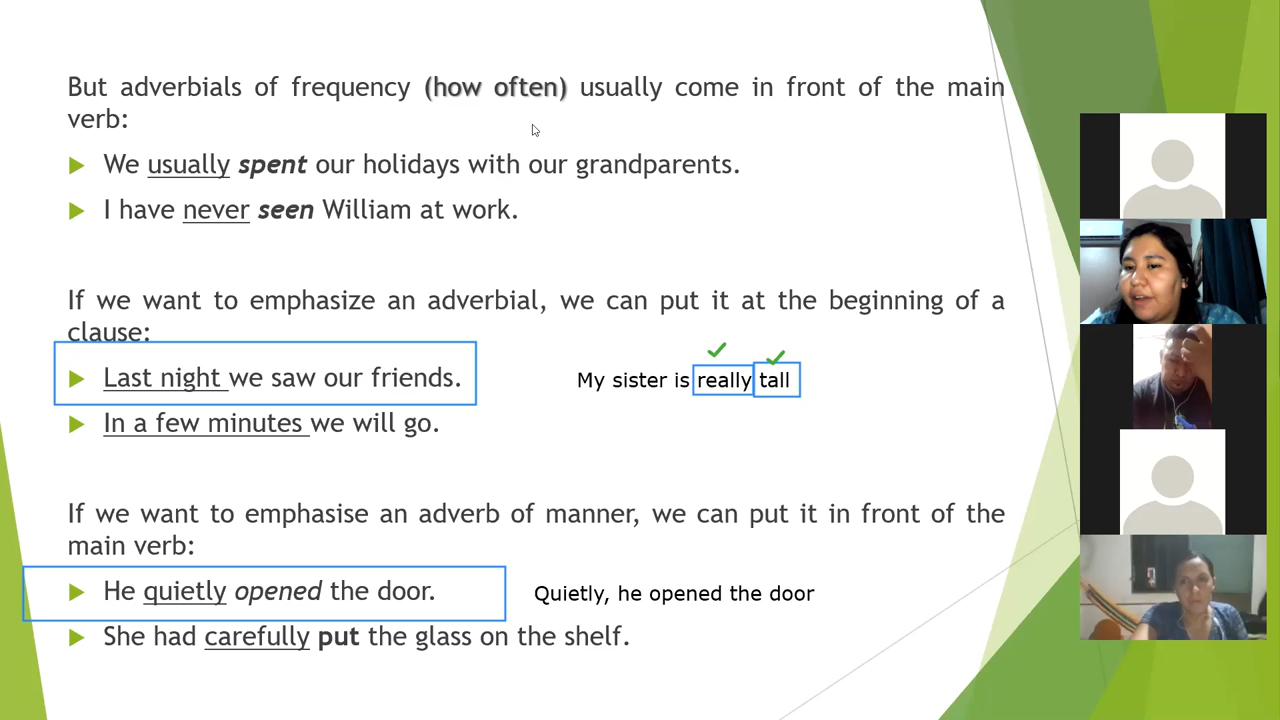 But adverbials of frequency (how often) usually come in front of the main
verb:
We usually spent our holidays with our grandparents.
I have never seen William at work.
If we want to emphasize an adverbial, we can put it at the beginning of a
clause:
Last night we saw our friends.
My sister is really tall
In a few minutes we will go.
If we want to emphasise an adverb of manner, we can put it in front of the
main verb:
He quietly opened the door.
Quietly, he opened the door
She had carefully put the glass on the shelf.